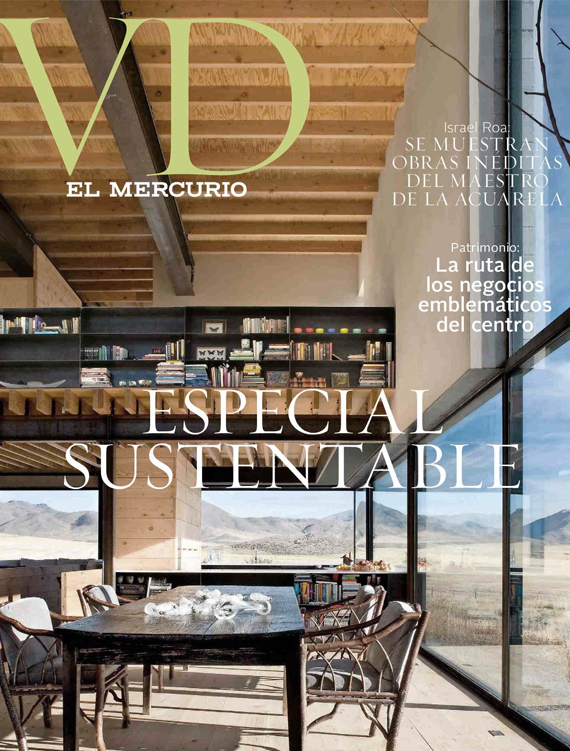 VD
EL MERCURIO
Israel Roa:
SE MUESTRAN
OBRAS INÉDITAS
DEL MAESTRO
DE LA ACUARELA
Patrimonio:
La ruta de
los negocios
emblemáticos
del centro
ESPECIAL
SUSTENTABLE